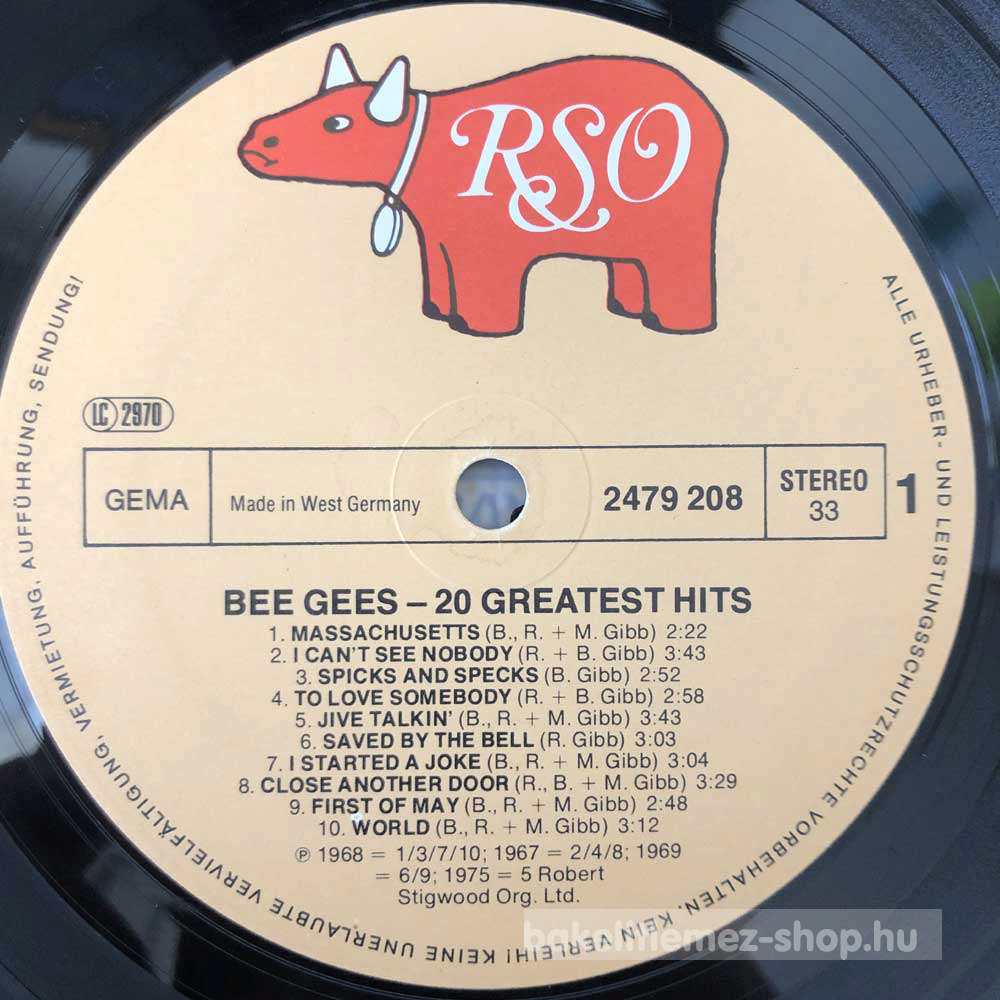 RSO
ALLE URHEBER- UND LEISTUNGSSCHUTZRECHTE VORBEHALTEN. KEIN VERLEIH! KEINE UNERLAUBTE VERVIELFÄLTIGUNG, VERMIETUNG, AUFFÜHRUNG, SENDUNG!
LC 2970
GEMA
Made in West Germany
2479 208
STEREO
33
1
BEE GEES – 20 GREATEST HITS
1. MASSACHUSETTS (B., R. + M. Gibb) 2:22
2. I CAN'T SEE NOBODY (R. + B. Gibb) 3:43
3. SPICKS AND SPECKS (B. Gibb) 2:52
4. TO LOVE SOMEBODY (R. + B. Gibb) 2:58
5. JIVE TALKIN' (B., R. + M. Gibb) 3:43
6. SAVED BY THE BELL (R. Gibb) 3:03
7. I STARTED A JOKE (B., R. + M. Gibb) 3:04
8. CLOSE ANOTHER DOOR (R., B. + M. Gibb) 3:29
9. FIRST OF MAY (B., R. + M. Gibb) 2:48
10. WORLD (B., R. + M. Gibb) 3:12
℗ 1968 = 1/3/7/10; 1967 = 2/4/8; 1969
= 6/9; 1975 = 5 Robert
Stigwood Org. Ltd.
bakelitlemez-shop.hu